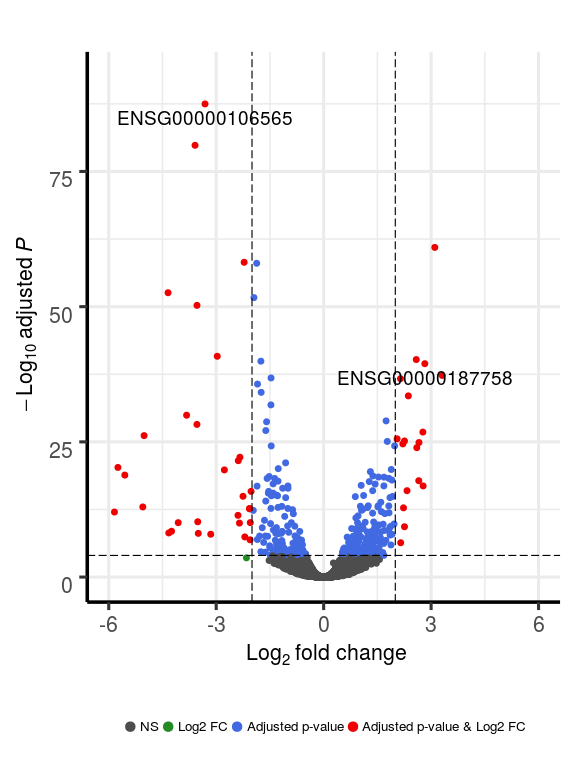 ENSG00000106565
ENSG00000187758
75
50
25
0
-6
-3
0
3
6
−Log10 adjusted P
Log2 fold change
NS Log2 FC Adjusted p-value Adjusted p-value & Log2 FC